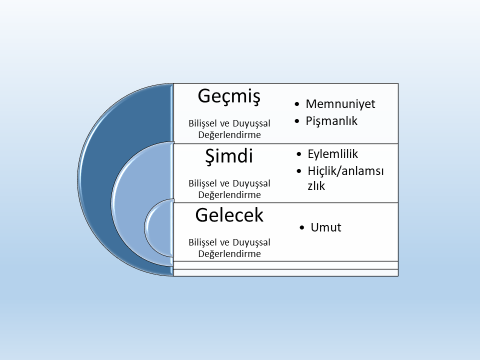 Geçmiş
Bilişsel ve Duyuşsal
Değerlendirme
• Memnuniyet
• Pişmanlık
Şimdi
Bilişsel ve Duyuşsal
Değerlendirme
• Eylemlilik
• Hiçlik/anlamsı
zlık
Gelecek
Bilişsel ve Duyuşsal
Değerlendirme
• Umut